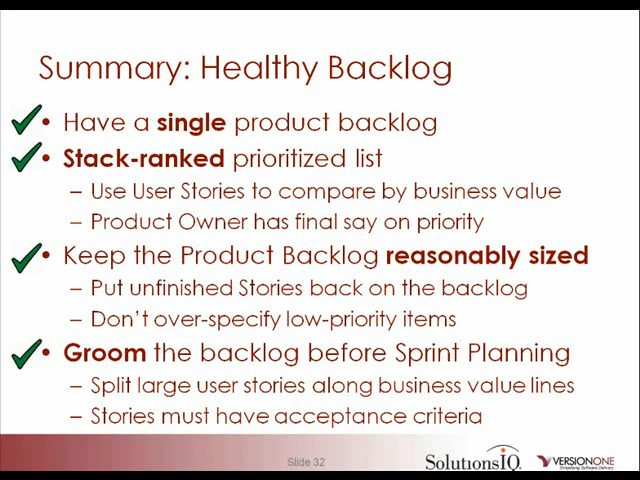 Summary: Healthy Backlog
• Have a single product backlog
• Stack-ranked prioritized list
– Use User Stories to compare by business value
– Product Owner has final say on priority
• Keep the Product Backlog reasonably sized
– Put unfinished Stories back on the backlog
– Don't over-specify low-priority items
• Groom the backlog before Sprint Planning
– Split large user stories along business value lines
– Stories must have acceptance criteria
Slide 32
SolutionsIQ
VERSIONONE
Simplifying Software Delivery